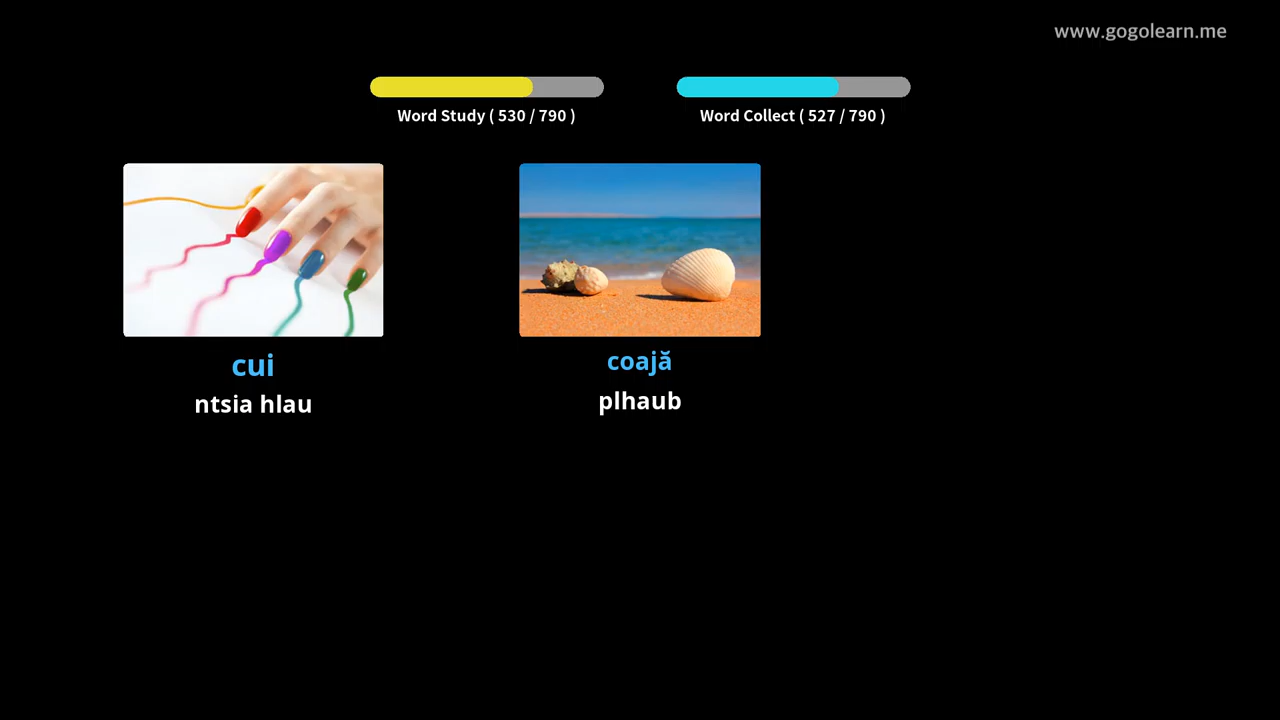 www.gogolearn.me
Word Study ( 530 / 790 )
Word Collect ( 527 / 790 )
cui
ntsia hlau
coajă
plhaub